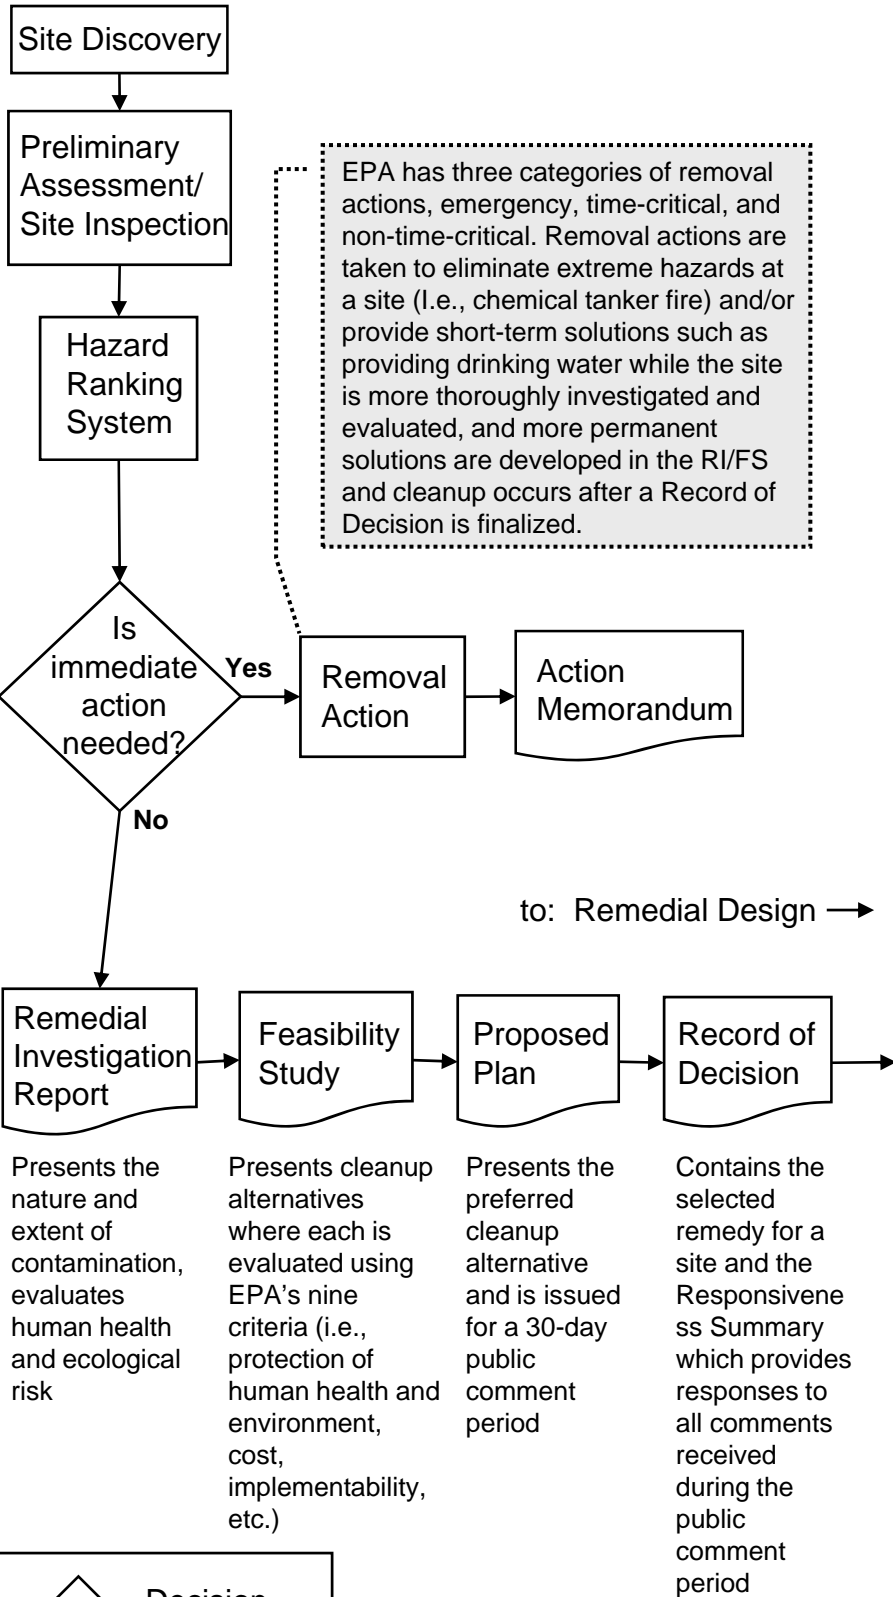 Site Discovery
Preliminary
Assessment/
Site Inspection
EPA has three categories of removal
actions, emergency, time-critical, and
non-time-critical. Removal actions are
taken to eliminate extreme hazards at
a site (I.e., chemical tanker fire) and/or
provide short-term solutions such as
providing drinking water while the site
is more thoroughly investigated and
evaluated, and more permanent
solutions are developed in the RI/FS
and cleanup occurs after a Record of
Decision is finalized.
Hazard
Ranking
System
Is
immediate
action
needed?
Yes
Removal
Action
Action
Memorandum
No
to: Remedial Design
Remedial
Investigation
Report
Feasibility
Study
Proposed
Plan
Record of
Decision
Presents the
nature and
extent of
contamination,
evaluates
human health
and ecological
risk
Presents cleanup
alternatives
where each is
evaluated using
EPA’s nine
criteria (i.e.,
protection of
human health and
environment,
cost,
implementability,
etc.)
Presents the
preferred
cleanup
alternative
and is issued
for a 30-day
public
comment
period
Contains the
selected
remedy for a
site and the
Responsivene
ss Summary
which provides
responses to
all comments
received
during the
public
comment
period
Decision